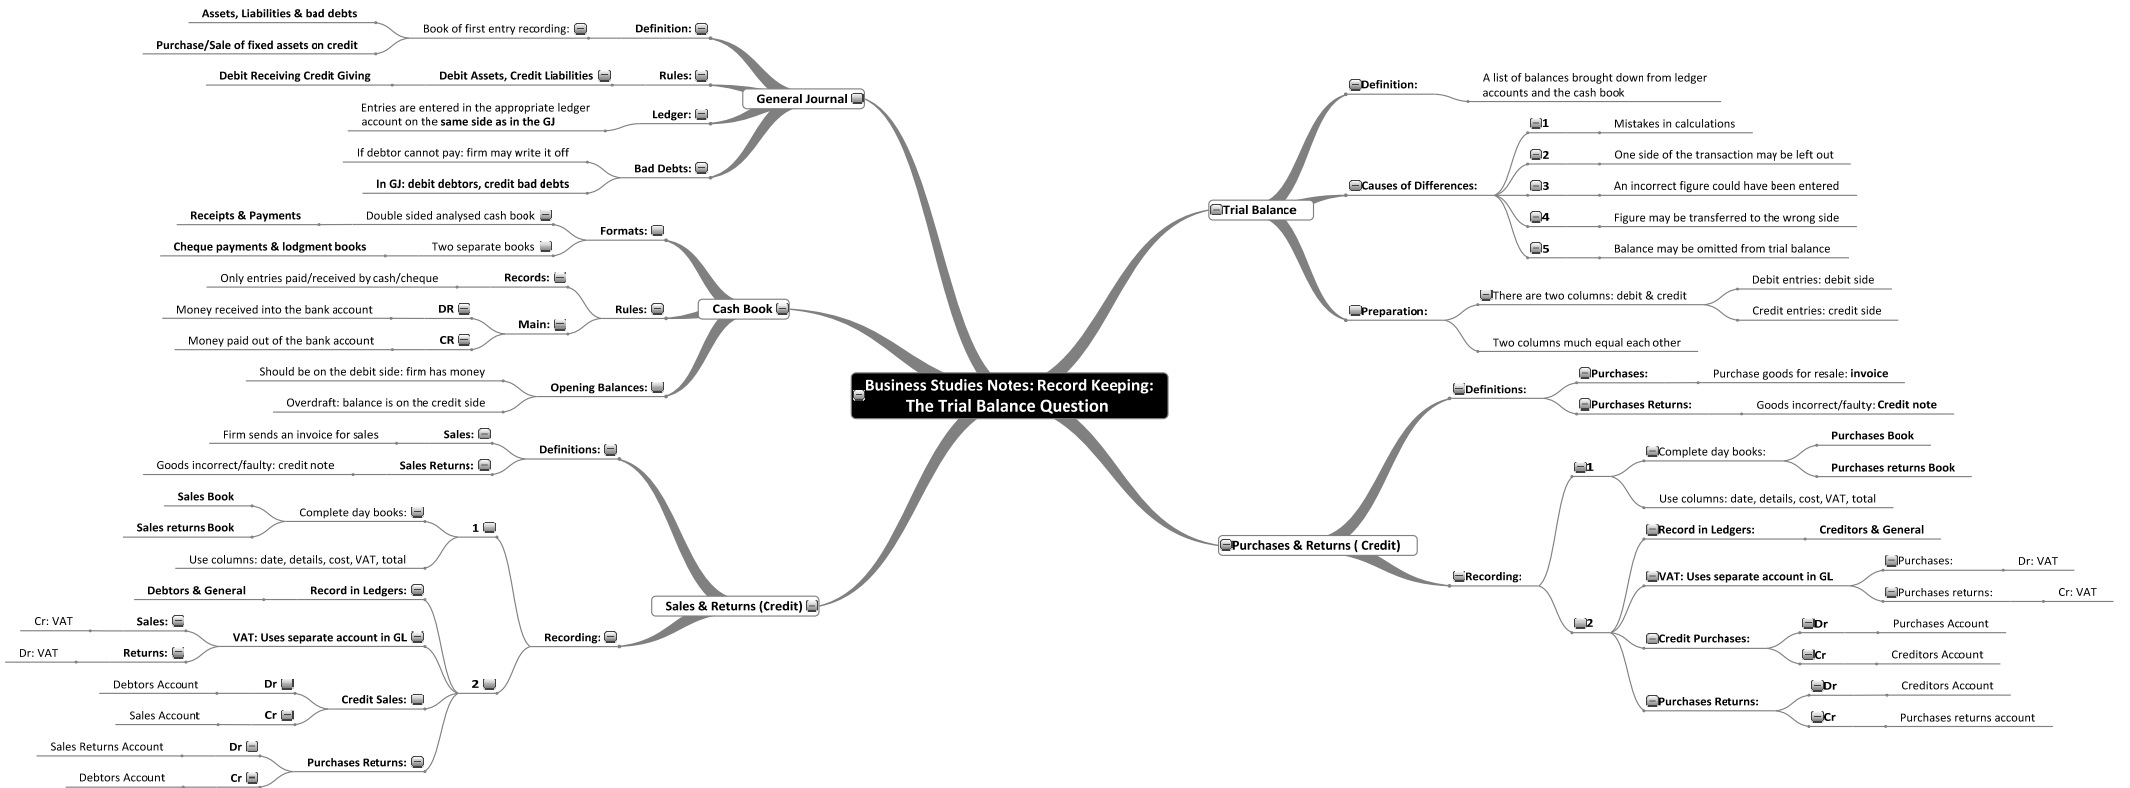 Business Studies Notes: Record Keeping:
The Trial Balance Question
General Journal
Definition:
Book of first entry recording:
Assets, Liabilities & bad debts
Purchase/Sale of fixed assets on credit
Rules:
Debit Assets, Credit Liabilities
Debit Receiving Credit Giving
Ledger:
Entries are entered in the appropriate ledger
account on the same side as in the GJ
Bad Debts:
If debtor cannot pay: firm may write it off
In GJ: debit debtors, credit bad debts
Cash Book
Formats:
Double sided analysed cash book
Receipts & Payments
Two separate books
Cheque payments & lodgment books
Rules:
Records:
Only entries paid/received by cash/cheque
Main:
DR
Money received into the bank account
CR
Money paid out of the bank account
Opening Balances:
Should be on the debit side: firm has money
Overdraft: balance is on the credit side
Sales & Returns (Credit)
Definitions:
Sales:
Firm sends an invoice for sales
Sales Returns:
Goods incorrect/faulty: credit note
Recording:
1
Complete day books:
Sales Book
Sales returns Book
Use columns: date, details, cost, VAT, total
2
Record in Ledgers:
Debtors & General
VAT: Uses separate account in GL
Sales:
Cr: VAT
Returns:
Dr: VAT
Credit Sales:
Dr
Debtors Account
Cr
Sales Account
Purchases Returns:
Dr
Sales Returns Account
Cr
Debtors Account
Trial Balance
Definition:
A list of balances brought down from ledger
accounts and the cash book
Causes of Differences:
1
Mistakes in calculations
2
One side of the transaction may be left out
3
An incorrect figure could have been entered
4
Figure may be transferred to the wrong side
5
Balance may be omitted from trial balance
Preparation:
There are two columns: debit & credit
Debit entries: debit side
Credit entries: credit side
Two columns much equal each other
Purchases & Returns ( Credit)
Definitions:
Purchases:
Purchase goods for resale: invoice
Purchases Returns:
Goods incorrect/faulty: Credit note
Recording:
1
Complete day books:
Purchases Book
Purchases returns Book
Use columns: date, details, cost, VAT, total
2
Record in Ledgers:
Creditors & General
VAT: Uses separate account in GL
Purchases:
Dr: VAT
Purchases returns:
Cr: VAT
Credit Purchases:
Dr
Purchases Account
Cr
Creditors Account
Purchases Returns:
Dr
Creditors Account
Cr
Purchases returns account